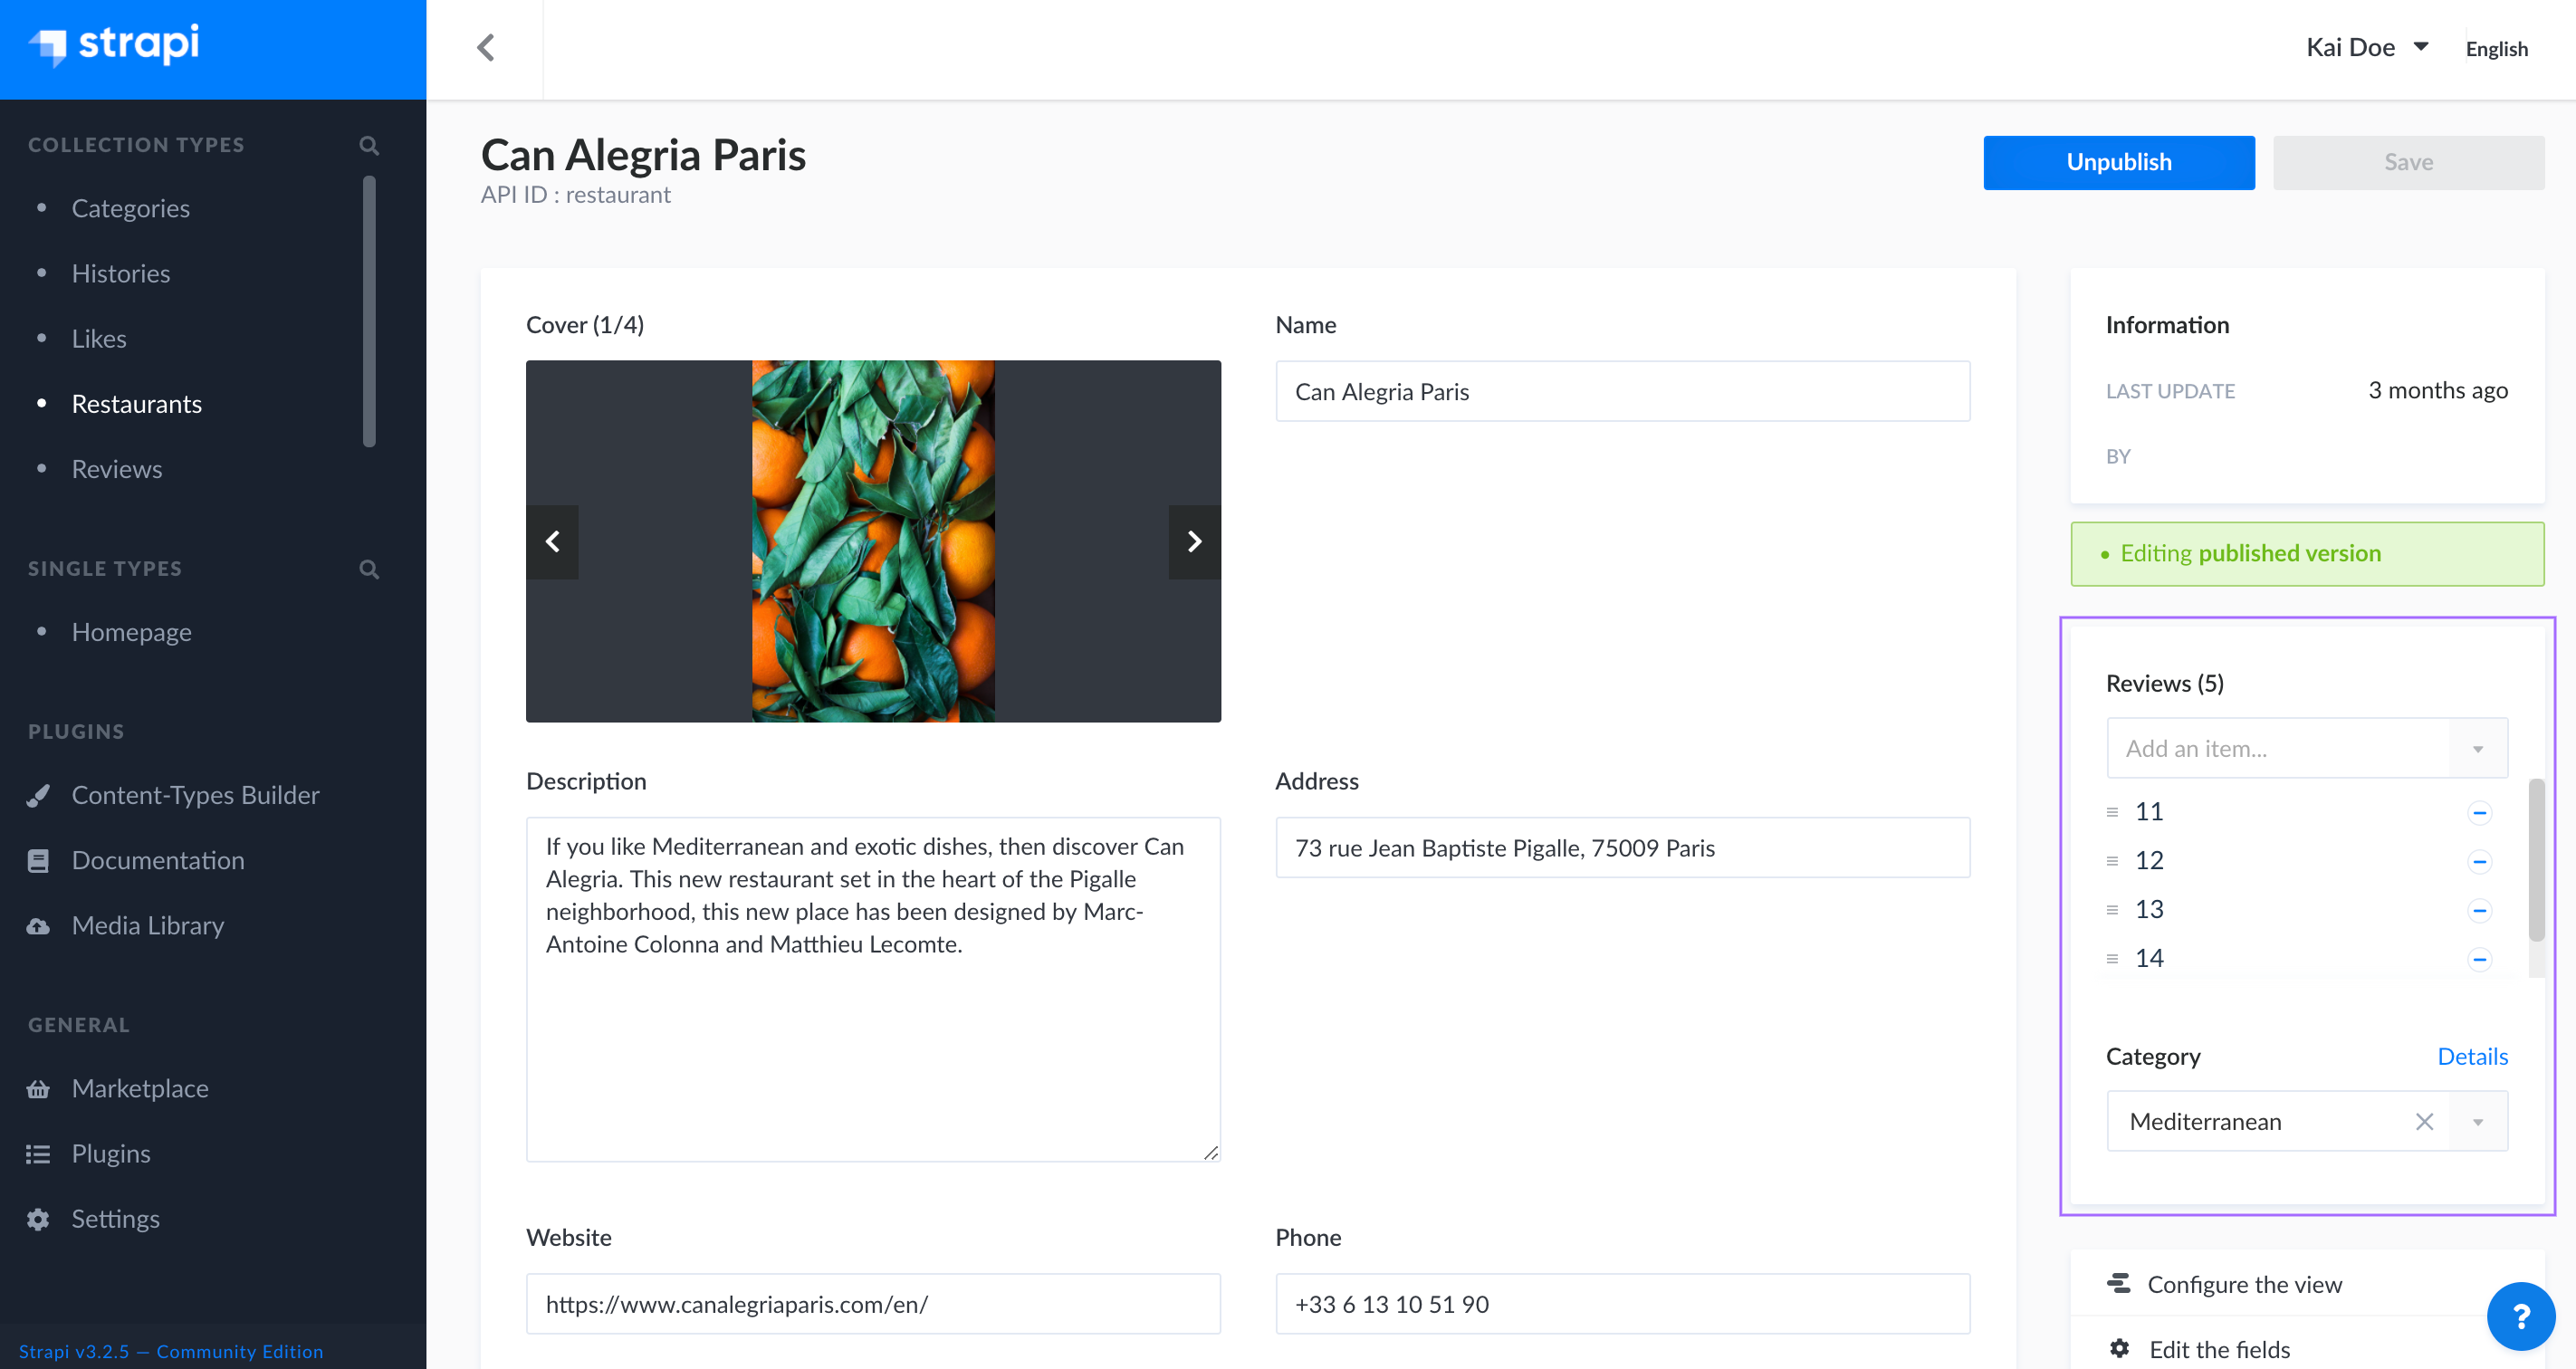 strapi
Kai Doe
English
COLLECTION TYPES
Categories
Histories
Likes
Restaurants
Reviews
SINGLE TYPES
Homepage
PLUGINS
Content-Types Builder
Documentation
Media Library
GENERAL
Marketplace
Plugins
Settings
Strapi v3.2.5 — Community Edition
Can Alegria Paris
API ID : restaurant
Unpublish
Save
Cover (1/4)
Name
Can Alegria Paris
Description
If you like Mediterranean and exotic dishes, then discover Can
Alegria. This new restaurant set in the heart of the Pigalle
neighborhood, this new place has been designed by Marc-
Antoine Colonna and Matthieu Lecomte.
Address
73 rue Jean Baptiste Pigalle, 75009 Paris
Website
https://www.canalegriaparis.com/en/
Phone
+33 6 13 10 51 90
Information
LAST UPDATE
3 months ago
BY
• Editing published version
Reviews (5)
Add an item...
11
12
13
14
Category
Details
Mediterranean
Configure the view
Edit the fields
?